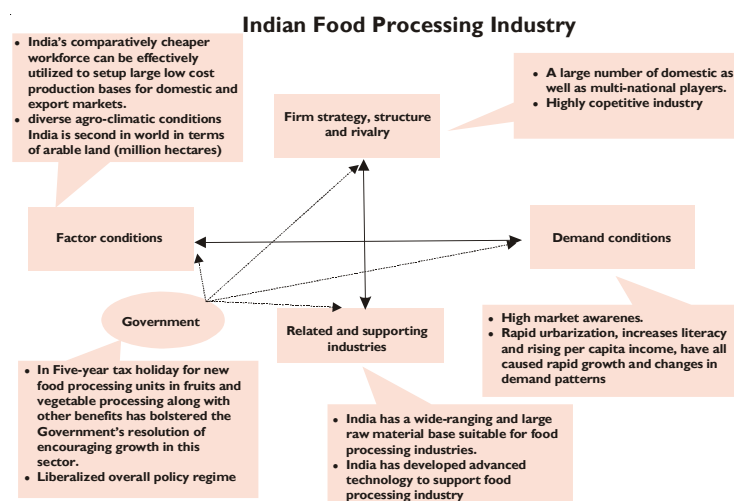 Indian Food Processing Industry
• India's comparatively cheaper
workforce can be effectively
utilized to setup large low cost
production bases for domestic and
export markets.
• diverse agro-climatic conditions
India is second in world in terms
of arable land (million hectares)
Firm strategy, structure
and rivalry
• A large number of domestic as
well as multi-national players.
• Highly copetitive industry
Factor conditions
Demand conditions
Government
Related and supporting
industries
• High market awarenes.
• Rapid urbarization, increases literacy
and rising per capita income, have all
caused rapid growth and changes in
demand patterns
• In Five-year tax holiday for new
food processing units in fruits and
vegetable processing along with
other benefits has bolstered the
Government's resolution of
encouraging growth in this
sector.
• Liberalized overall policy regime
• India has a wide-ranging and large
raw material base suitable for food
processing industries.
• India has developed advanced
technology to support food
processing industry